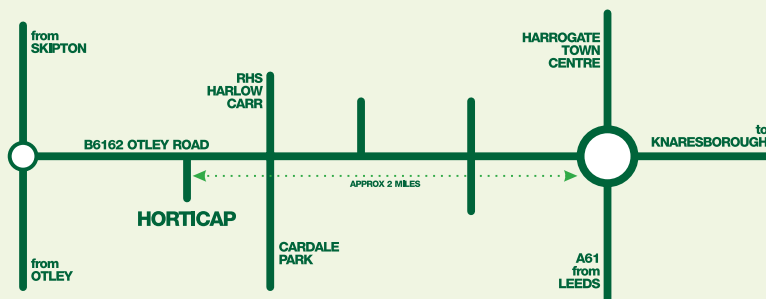 from
SKIPTON
HARROGATE
TOWN
CENTRE
RHS
HARLOW
CARR
B6162 OTLEY ROAD
to
KNARESBOROUGH
APPROX 2 MILES
HORTICAP
CARDALE
PARK
from
OTLEY
A61
from
LEEDS